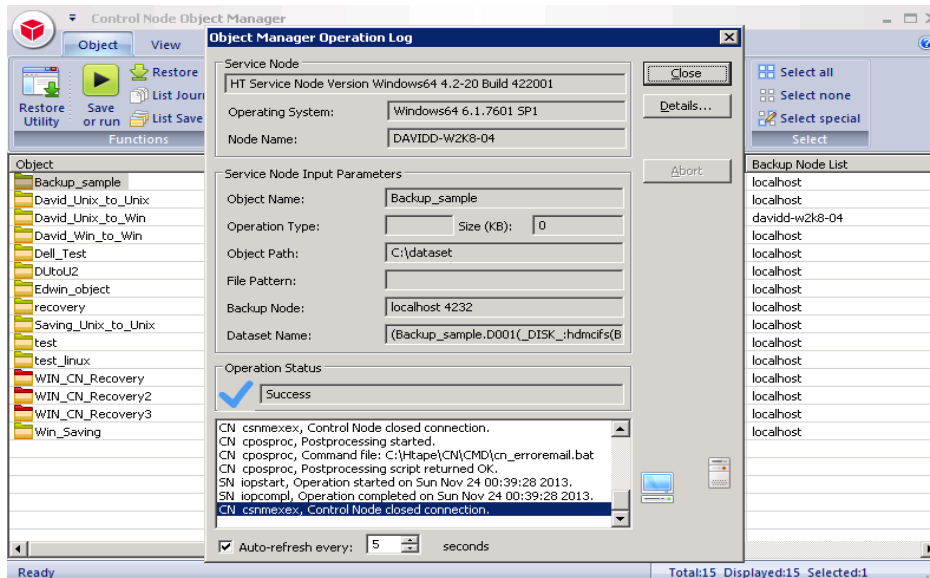 Control Node Object Manager
Object View
Restore
Utility
Save
or run
Restore
List Jour
List Save
Functions
Select all
Select none
Select special
Select
Object
Backup_sample
David_Unix_to_Unix
David_Unix_to_Win
David_Win_to_Win
Dell_Test
DUtoU2
Edwin_object
recovery
Saving_Unix_to_Unix
test
test_linux
WIN_CN_Recovery
WIN_CN_Recovery2
WIN_CN_Recovery3
Win_Saving
Object Manager Operation Log
Service Node
HT Service Node Version Windows64 4.2-20 Build 422001
Operating System: Windows64 6.1.7601 SP1
Node Name: DAVIDD-W2K8-04
Close
Details...
Abort
Service Node Input Parameters
Object Name: Backup_sample
Operation Type: Size (KB): 0
Object Path: C:\dataset
File Pattern:
Backup Node: localhost 4232
Dataset Name: (Backup_sample.D001(_DISK_:hdmcifs(B
Operation Status
Success
CN csnmexex, Control Node closed connection.
CN cposproc, Postprocessing started.
CN cposproc, Command file: C:\Htape\CN\CMD\cn_erroremail.bat
CN cposproc, Postprocessing script returned OK.
SN iopstart, Operation started on Sun Nov 24 00:39:28 2013.
SN iopcompl, Operation completed on Sun Nov 24 00:39:28 2013.
CN csnmexex, Control Node closed connection.
Auto-refresh every: 5 seconds
Backup Node List
localhost
localhost
davidd-w2k8-04
localhost
localhost
localhost
localhost
localhost
localhost
localhost
localhost
localhost
localhost
localhost
localhost
Ready
Total:15 Displayed:15 Selected:1